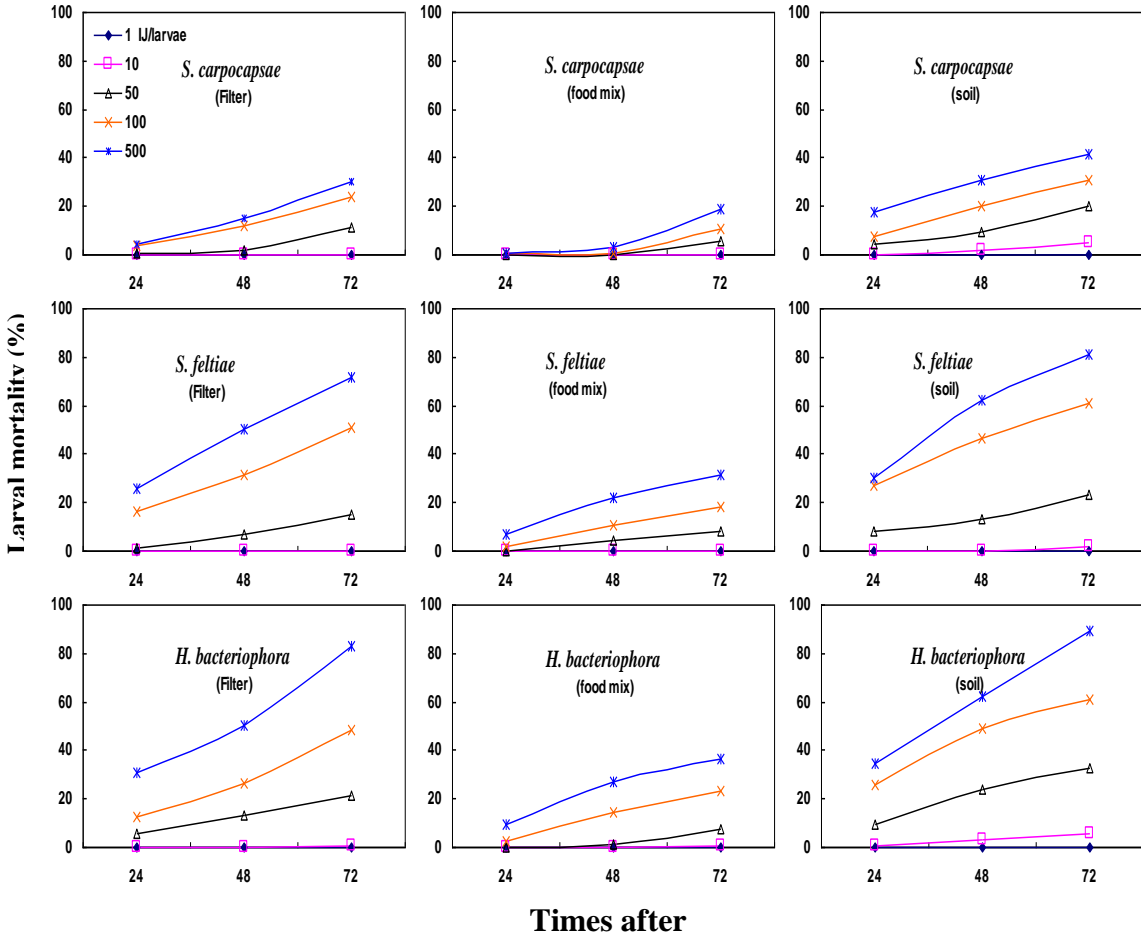 Larval mortality (%)
100
80
60
40
20
0
1 IJ/larvae
10
50
100
500
S. carpocapsae
(Filter)
24 48 72
100
80
60
40
20
0
S. carpocapsae
(food mix)
24 48 72
100
80
60
40
20
0
S. carpocapsae
(soil)
24 48 72
100
80
60
40
20
0
S. feltiae
(Filter)
24 48 72
100
80
60
40
20
0
S. feltiae
(food mix)
24 48 72
100
80
60
40
20
0
S. feltiae
(soil)
24 48 72
100
80
60
40
20
0
H. bacteriophora
(Filter)
24 48 72
100
80
60
40
20
0
H. bacteriophora
(food mix)
24 48 72
100
80
60
40
20
0
H. bacteriophora
(soil)
24 48 72
Times after